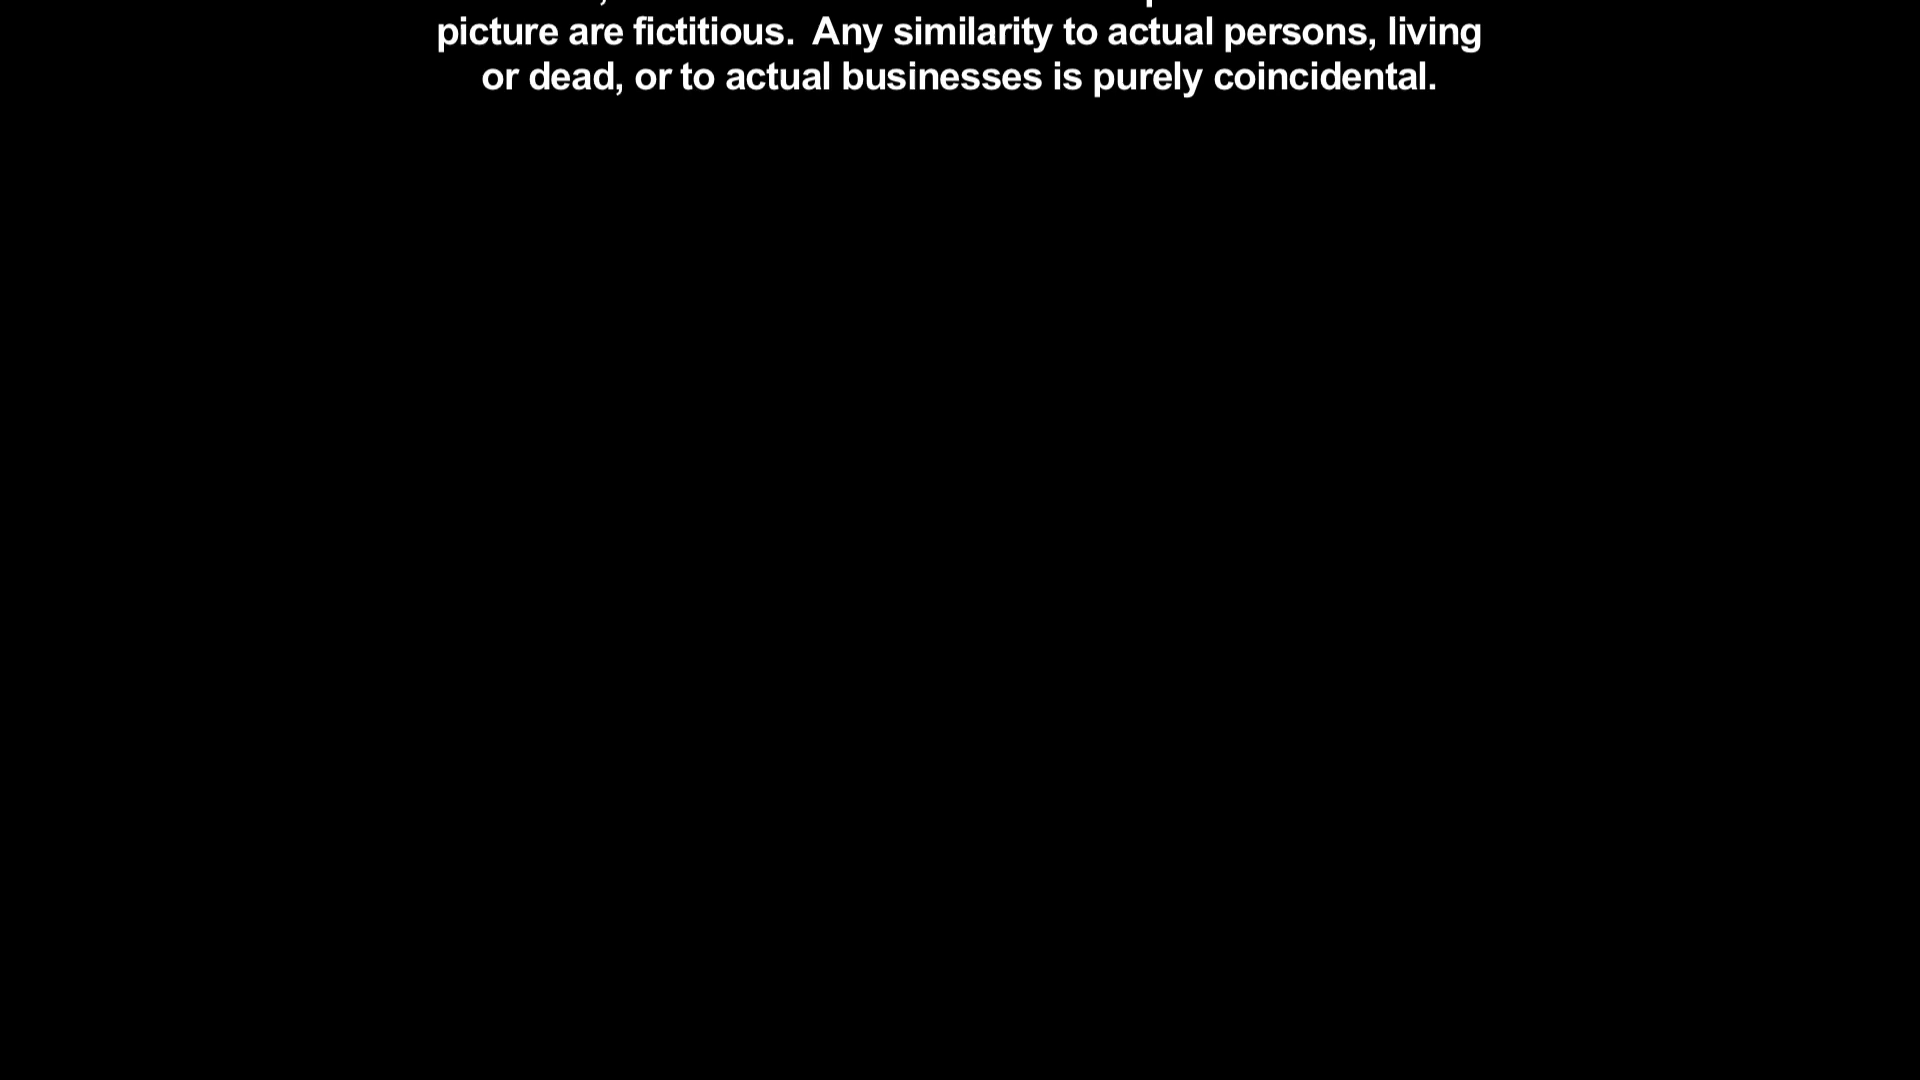 picture are fictitious.  Any similarity to actual persons, living
or dead, or to actual businesses is purely coincidental.